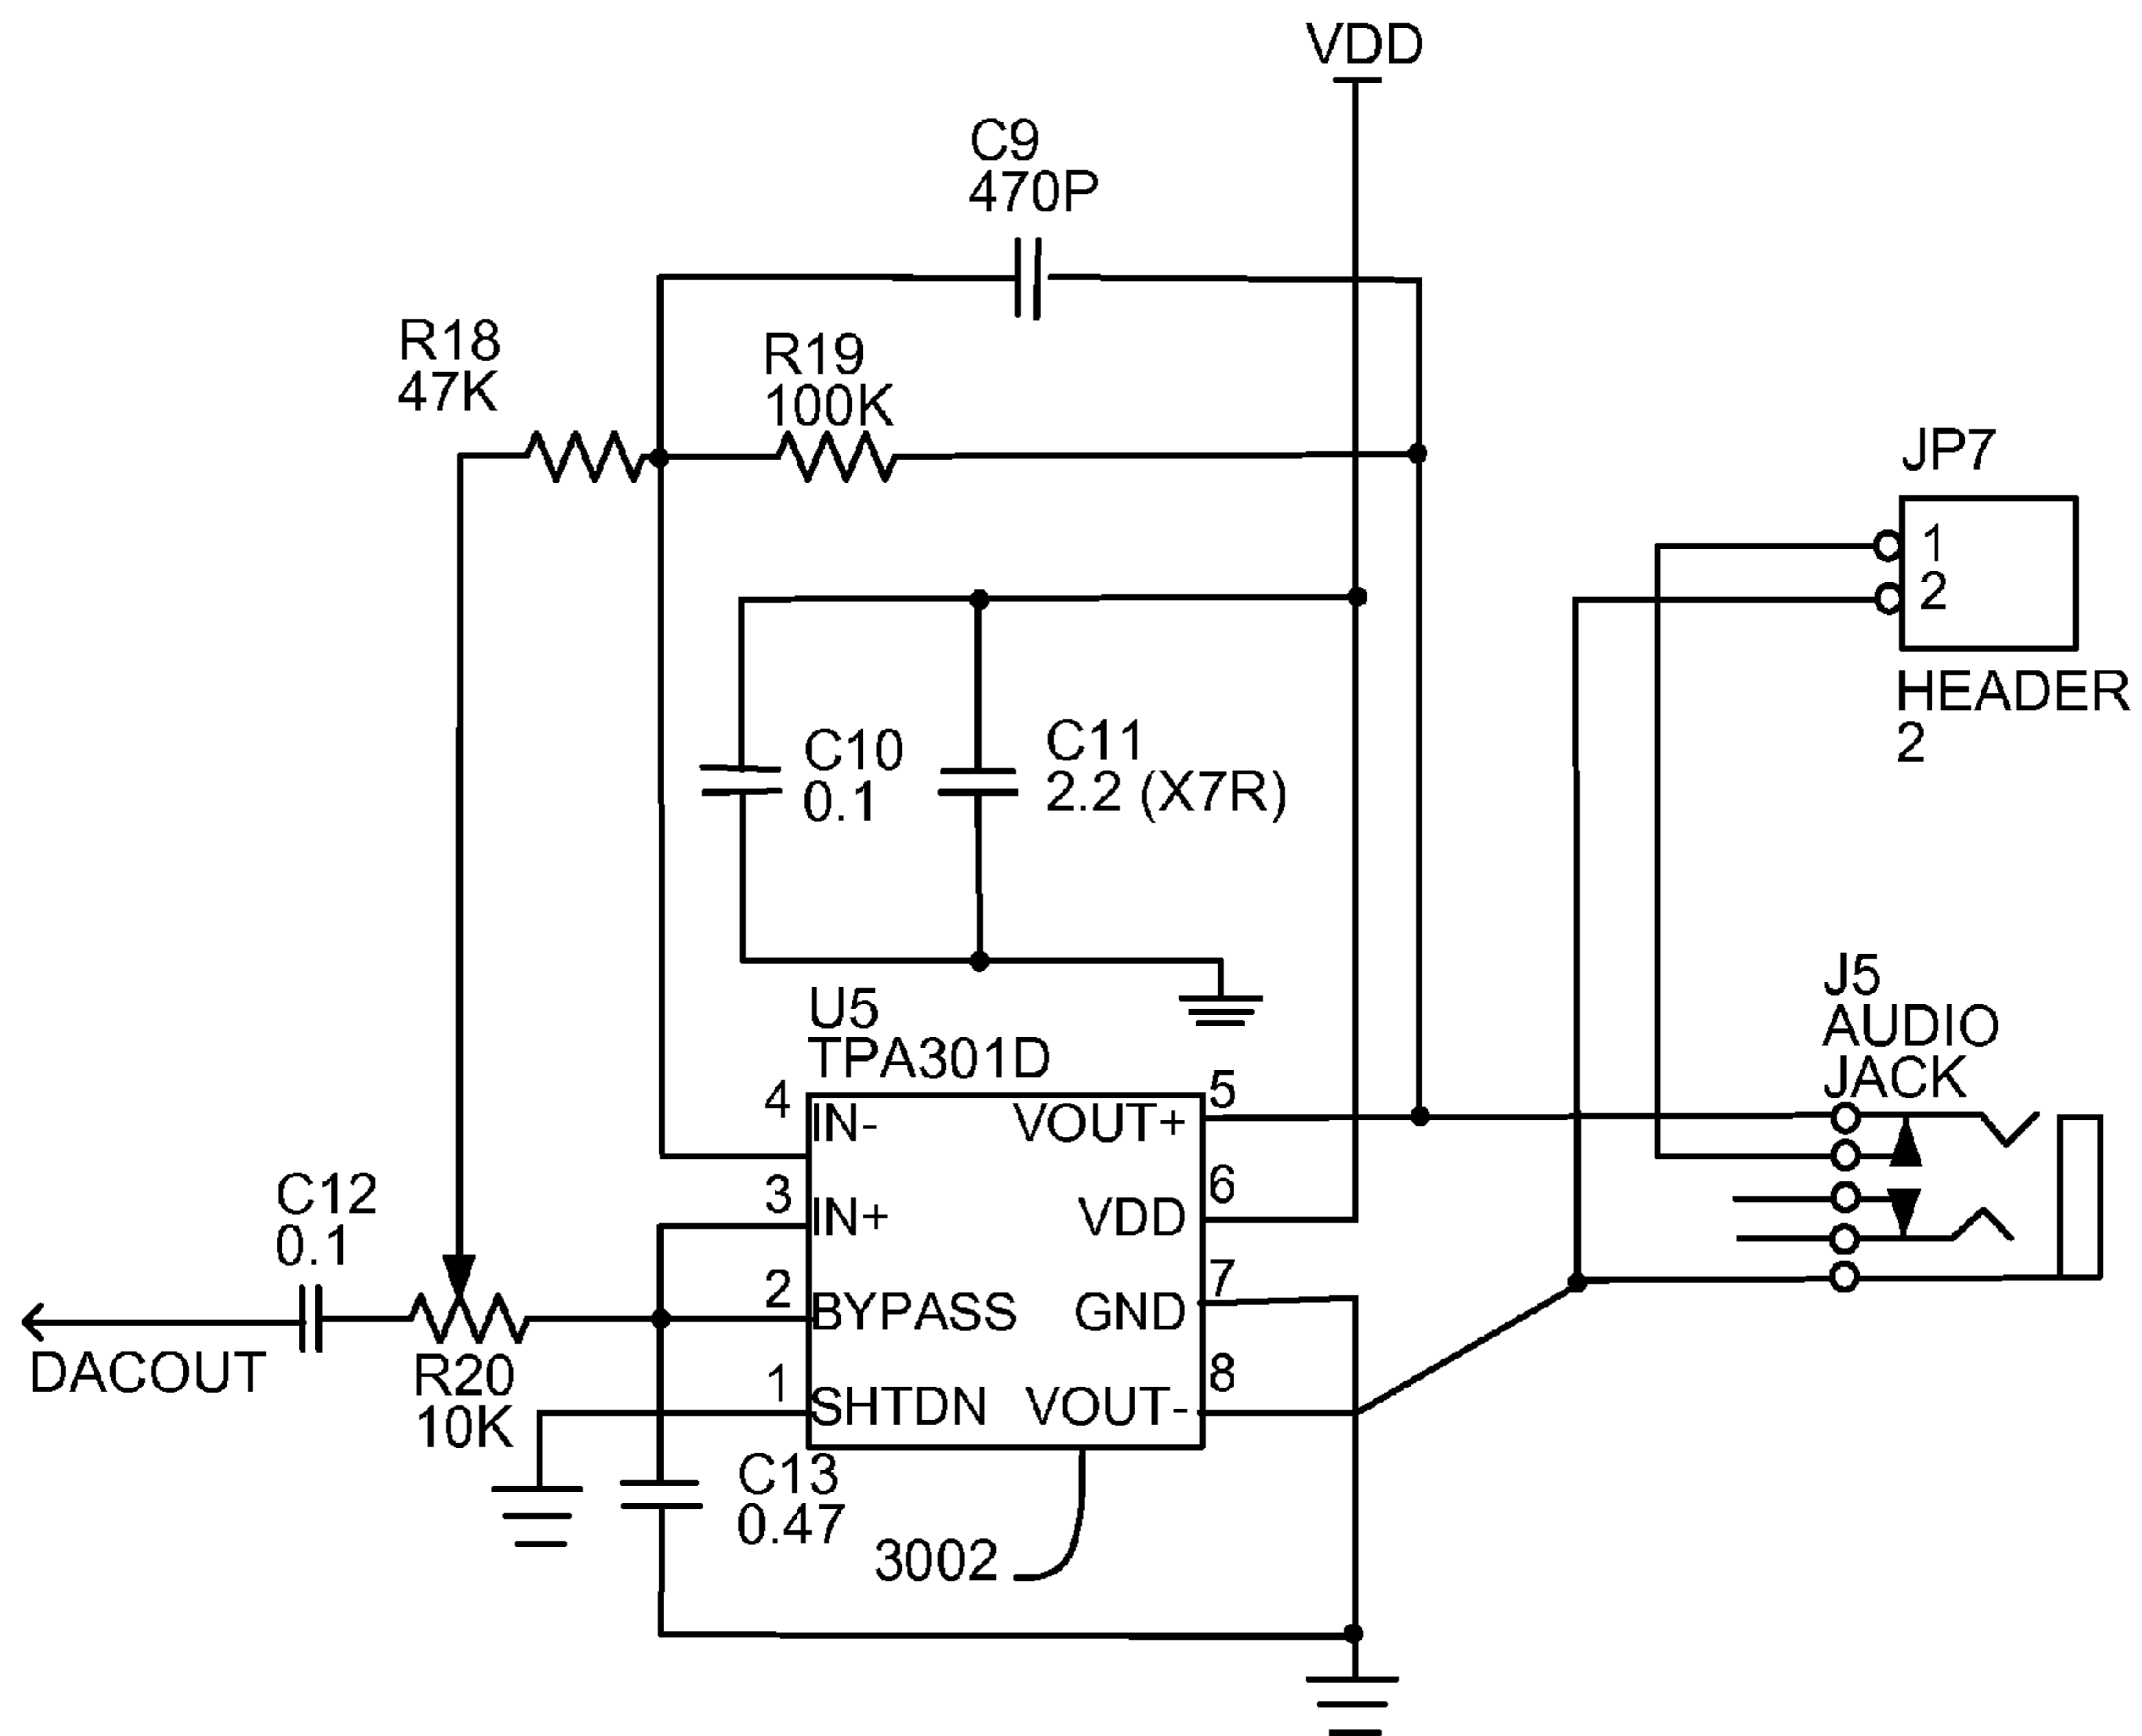 VDD
C9
470P
R18
47K
R19
100K
JP7
1
2
HEADER
2
C10
0.1
C11
2.2 (X7R)
U5
TPA301D
J5
AUDIO
JACK
4
IN-
VOUT+
5
3
IN+
VDD
6
2
BYPASS
GND
7
1
SHTDN
VOUT-
8
C12
0.1
DACOUT
R20
10K
C13
0.47
3002